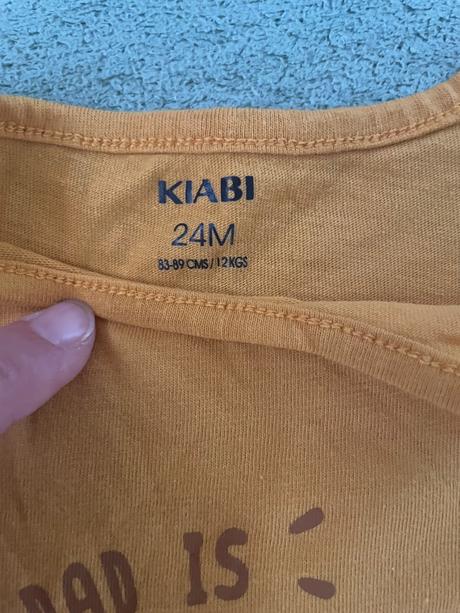 KIABI
24M
83-89 CMS / 12 KGS
DAD IS